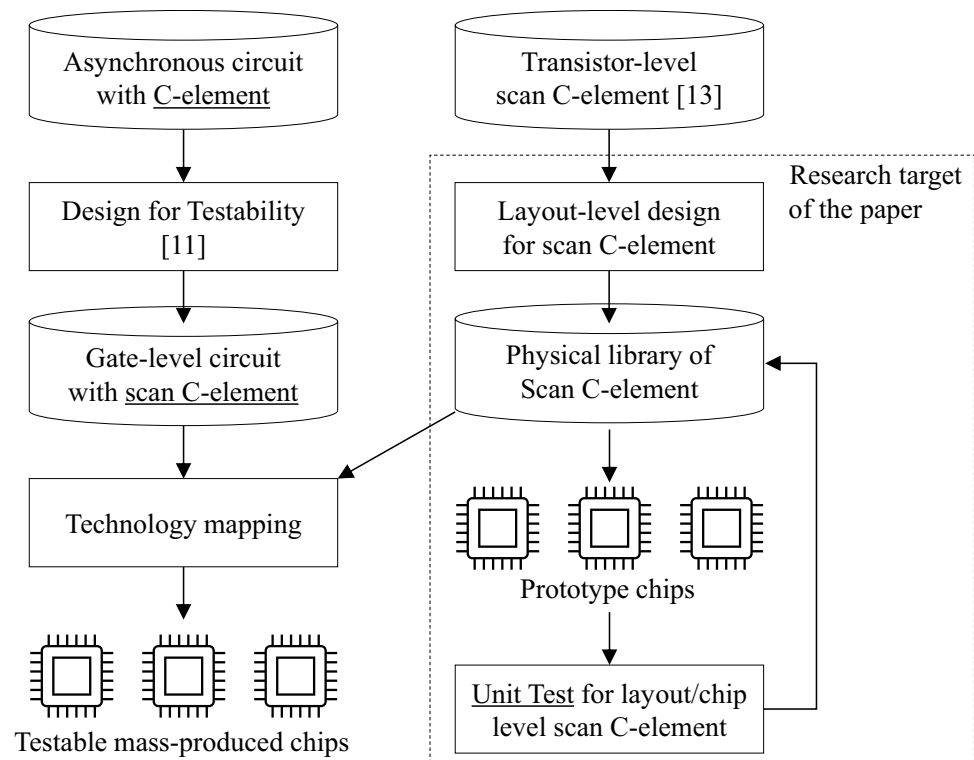 Asynchronous circuit
with C-element
Transistor-level
scan C-element [13]
Research target
of the paper
Design for Testability
[11]
Layout-level design
for scan C-element
Gate-level circuit
with scan C-element
Physical library of
Scan C-element
Technology mapping
Prototype chips
Unit Test for layout/chip
level scan C-element
Testable mass-produced chips